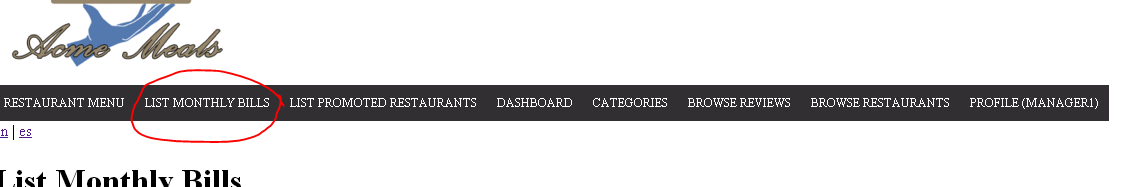 Acme Meals
RESTAURANT MENU LIST MONTHLY BILLS LIST PROMOTED RESTAURANTS DASHBOARD CATEGORIES BROWSE REVIEWS BROWSE RESTAURANTS PROFILE (MANAGER1)
n | es
List Monthly Bills